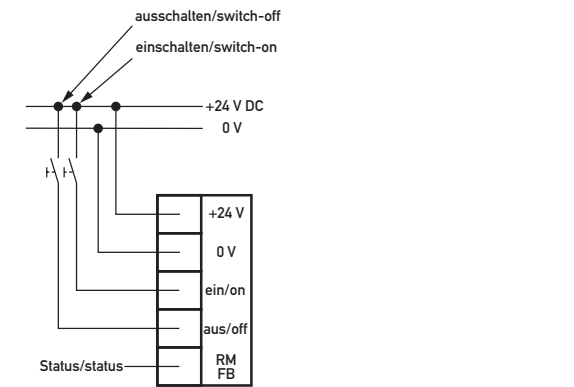 ausschalten/switch-off
einschalten/switch-on
+24 V DC
0 V
+24 V
0 V
ein/on
aus/off
Status/status
RM
FB